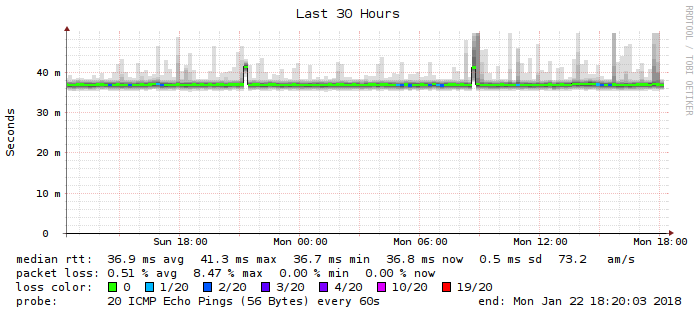 Last 30 Hours
RRDTOOL / TOBI OETIKER
Seconds
40 m
30 m
20 m
10 m
0
Sun 18:00 Mon 00:00 Mon 06:00 Mon 12:00 Mon 18:00
median rtt: 36.9 ms avg 41.3 ms max 36.7 ms min 36.8 ms now 0.5 ms sd 73.2 am/s
packet loss: 0.51 % avg 8.47 % max 0.00 % min 0.00 % now
loss color: 0 1/20 2/20 3/20 4/20 10/20 19/20
probe: 20 ICMP Echo Pings (56 Bytes) every 60s end: Mon Jan 22 18:20:03 2018